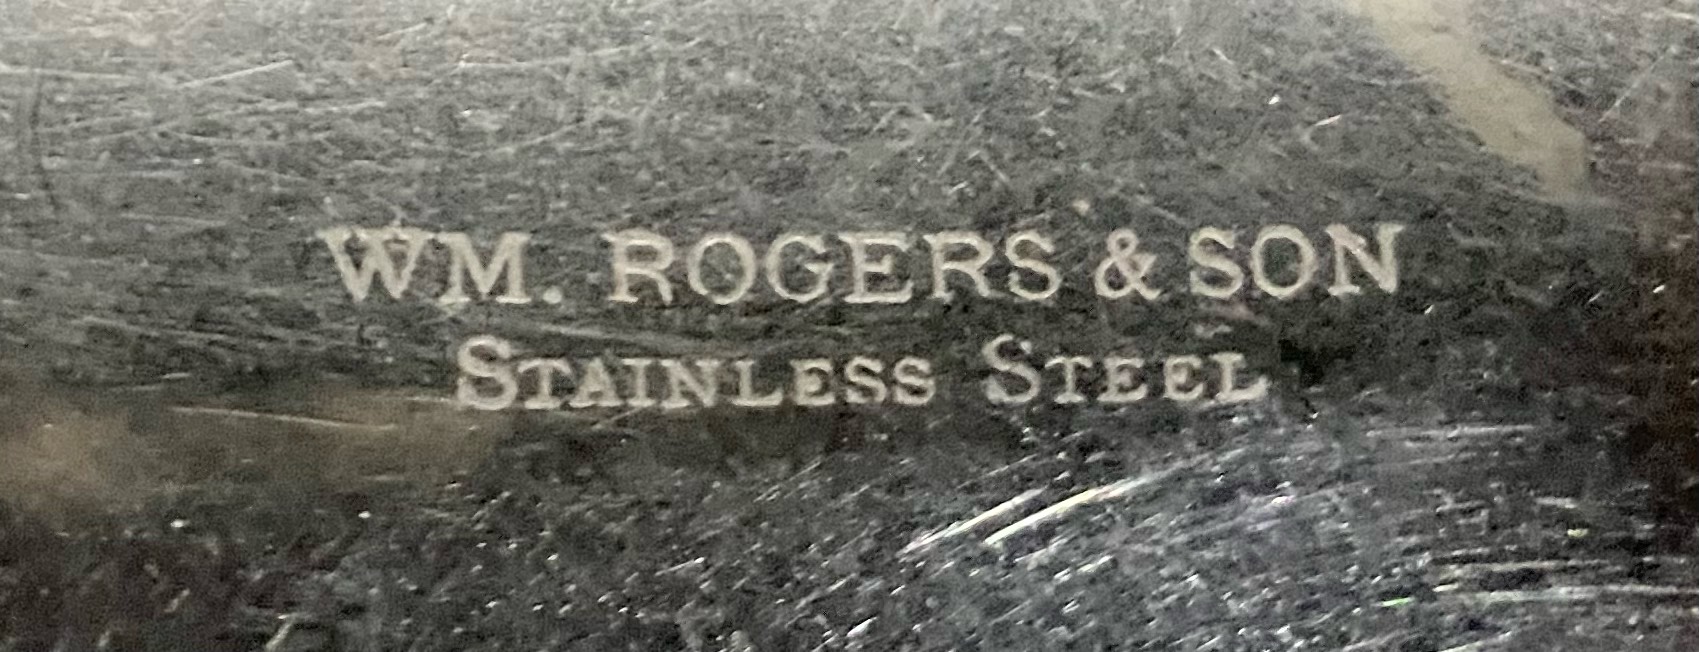 WM. ROGERS & SON
STAINLESS STEEL